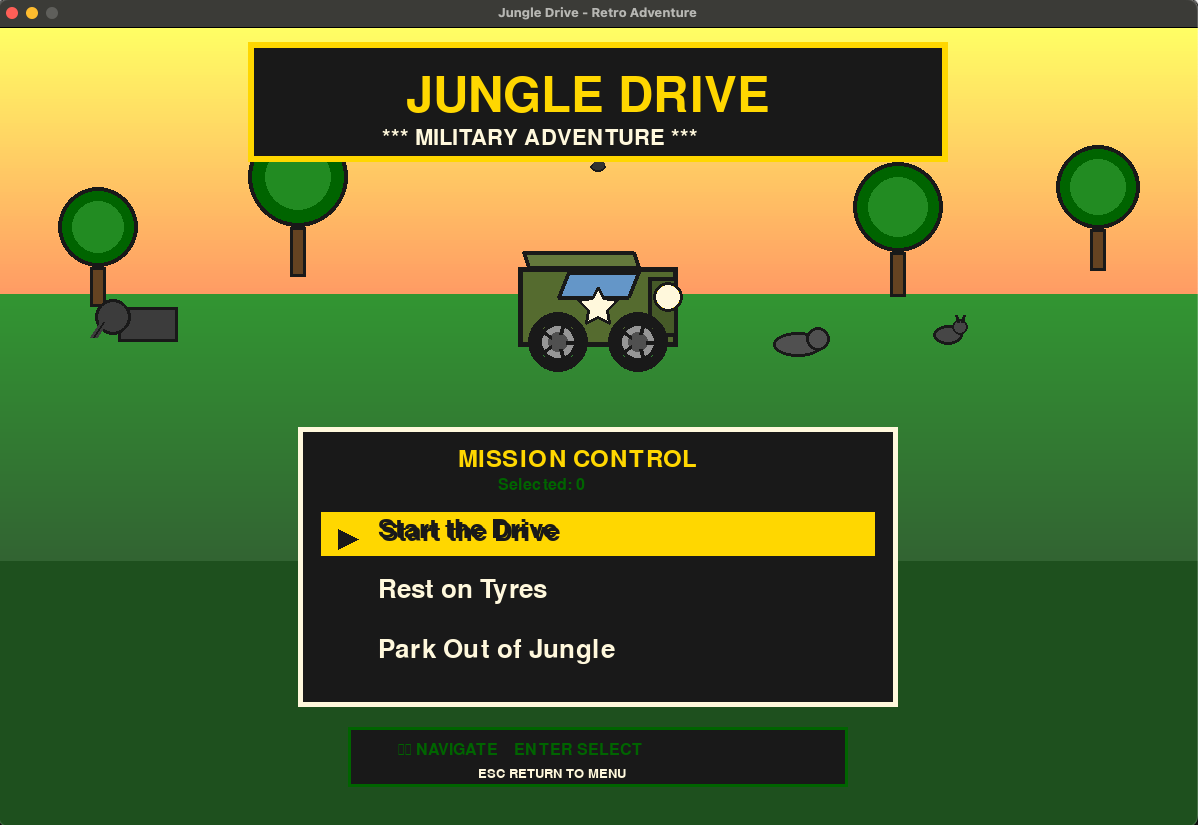 Jungle Drive - Retro Adventure
JUNGLE DRIVE
*** MILITARY ADVENTURE ***
MISSION CONTROL
Selected: 0
Start the Drive
Rest on Tyres
Park Out of Jungle
▯▯ NAVIGATE ENTER SELECT
ESC RETURN TO MENU